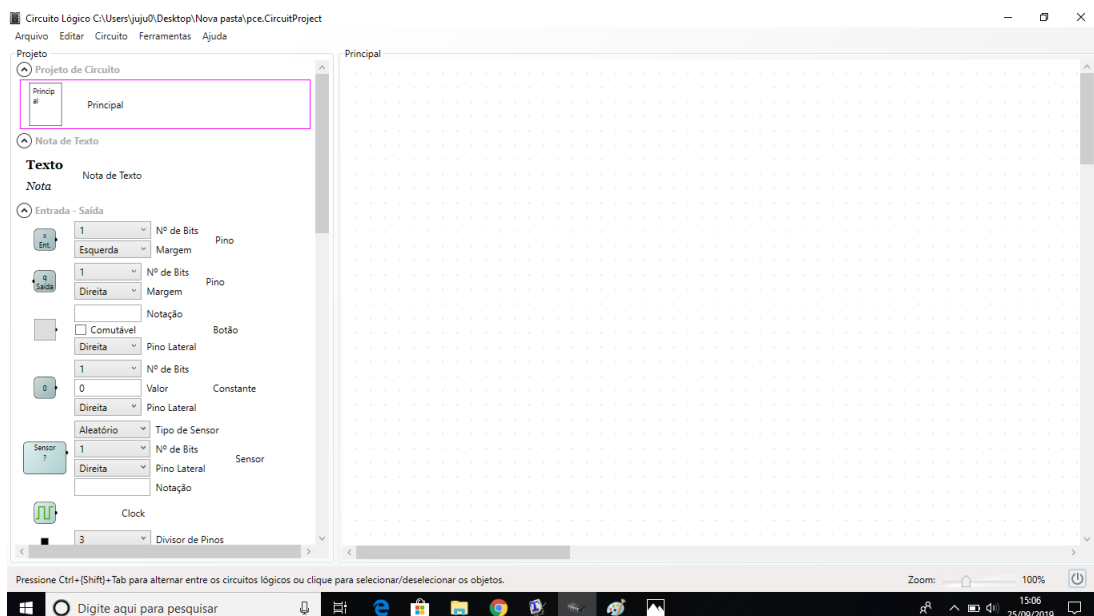 Circuito Lógico C:\Users\juju0\Desktop\Nova pasta\pce.CircuitProject
Arquivo Editar Circuito Ferramentas Ajuda
Projeto
Principal
Projeto de Circuito
Princip
al
Principal
Nota de Texto
Texto
Nota
Nota de Texto
Entrada - Saída
x
Ent.
1 Nº de Bits
Esquerda Margem
Pino
q
Saída
1 Nº de Bits
Direita Margem
Pino
Notação
Comutável
Botão
Direita Pino Lateral
1 Nº de Bits
0
0 Valor
Constante
Direita Pino Lateral
Aleatório Tipo de Sensor
Sensor
?
1 Nº de Bits
Sensor
Direita Pino Lateral
Notação
Clock
3 Divisor de Pinos
Pressione Ctrl+{Shift}+Tab para alternar entre os circuitos lógicos ou clique para selecionar/deselecionar os objetos.
Zoom: 100%
Digite aqui para pesquisar
15:06
25/09/2019